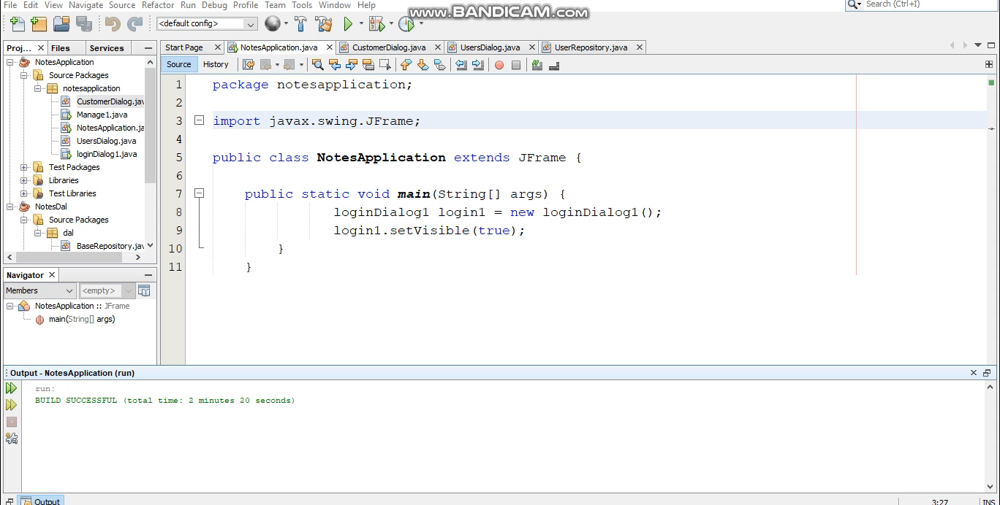 File Edit View Navigate Source Refactor Run Debug Profile Team Tools Window Help
www.BANDICAM.com
Search (Ctrl+I)
<default config>
Proj... Files Services
Start Page NotesApplication.java CustomerDialog.java UsersDialog.java UserRepository.java
Source History
NotesApplication
Source Packages
notesapplication
CustomerDialog.jav
Manage1.java
NotesApplication.ja
UsersDialog.java
loginDialog1.java
Test Packages
Libraries
Test Libraries
NotesDal
Source Packages
dal
BaseRepository.jav
1 package notesapplication;
2
3 import javax.swing.JFrame;
4
5 public class NotesApplication extends JFrame {
6
7 public static void main(String[] args) {
8 loginDialog1 login1 = new loginDialog1();
9 login1.setVisible(true);
10 }
11 }
Navigator
Members <empty>
NotesApplication :: JFrame
main(String[] args)
Output - NotesApplication (run)
run:
BUILD SUCCESSFUL (total time: 2 minutes 20 seconds)
Output
3:27 INS